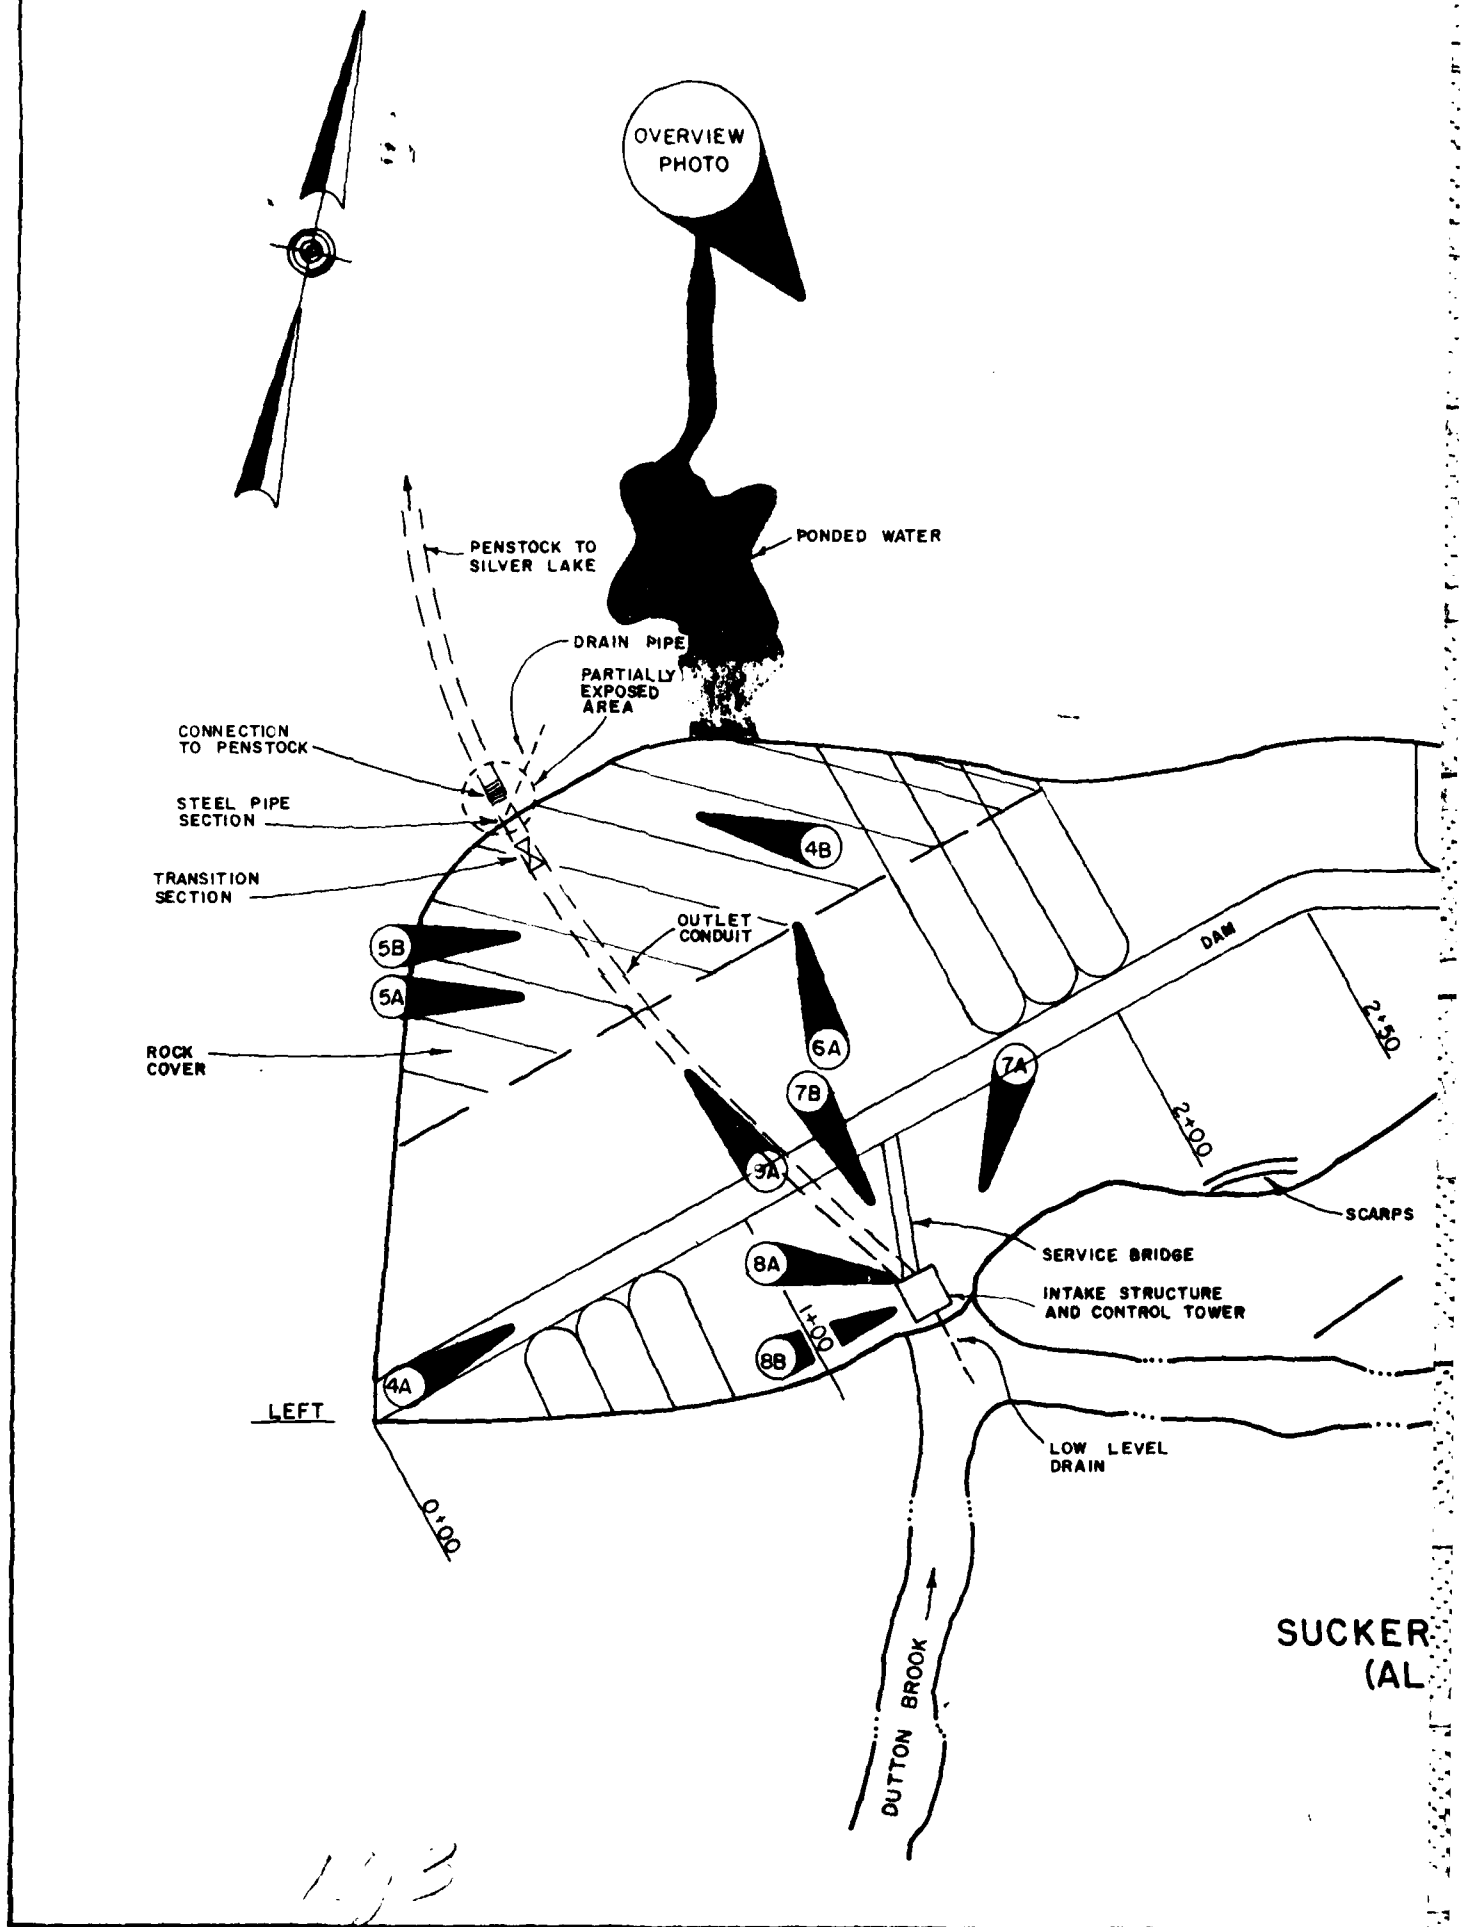 OVERVIEW
PHOTO
PONDED WATER
PENSTOCK TO
SILVER LAKE
DRAIN PIPE
PARTIALLY
EXPOSED
AREA
CONNECTION
TO PENSTOCK
STEEL PIPE
SECTION
TRANSITION
SECTION
4B
OUTLET
CONDUIT
5B
5A
DAM
2+50
6A
ROCK
COVER
7A
7B
2+00
9A
SCARPS
SERVICE BRIDGE
8A
INTAKE STRUCTURE
AND CONTROL TOWER
1+00
8B
4A
LEFT
LOW LEVEL
DRAIN
0+00
DUTTON BROOK
SUCKER
(AL